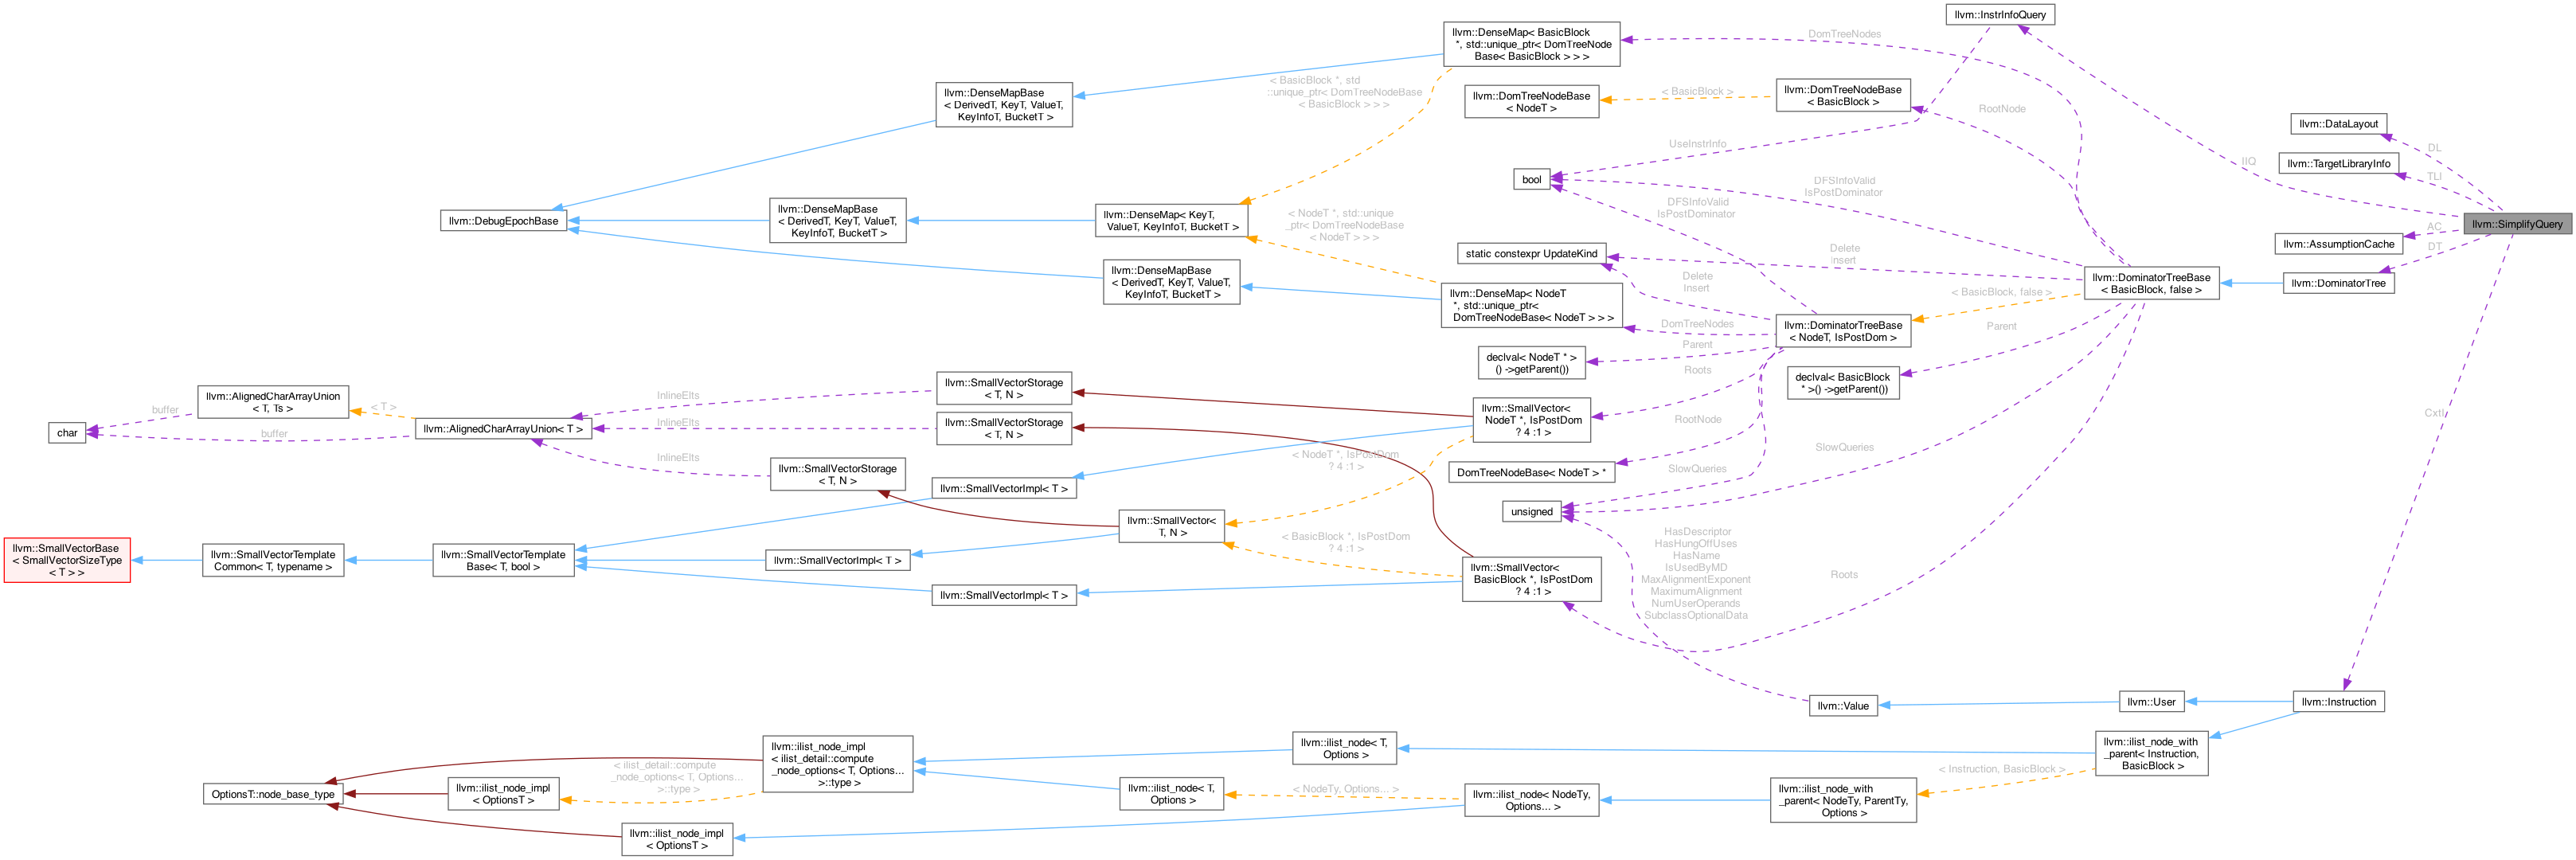 llvm::InstrInfoQuery
llvm::DenseMap< BasicBlock
*, std::unique_ptr< DomTreeNode
Base< BasicBlock > > >
DomTreeNodes
llvm::DenseMapBase
< DerivedT, KeyT, ValueT,
KeyInfoT, BucketT >
< BasicBlock *, std
::unique_ptr< DomTreeNodeBase
< BasicBlock > > >
llvm::DomTreeNodeBase
< NodeT >
< BasicBlock >
llvm::DomTreeNodeBase
< BasicBlock >
RootNode
llvm::DataLayout
DL
llvm::TargetLibraryInfo
TLI
IIQ
UseInstrInfo
bool
DFSInfoValid
IsPostDominator
DFSInfoValid
IsPostDominator
llvm::DebugEpochBase
llvm::DenseMapBase
< DerivedT, KeyT, ValueT,
KeyInfoT, BucketT >
llvm::DenseMap< KeyT,
ValueT, KeyInfoT, BucketT >
< NodeT *, std::unique
_ptr< DomTreeNodeBase
< NodeT > > >
llvm::SimplifyQuery
AC
llvm::AssumptionCache
DT
static constexpr UpdateKind
Delete
Insert
Delete
Insert
llvm::DenseMapBase
< DerivedT, KeyT, ValueT,
KeyInfoT, BucketT >
llvm::DenseMap< NodeT
*, std::unique_ptr<
DomTreeNodeBase< NodeT > > >
< BasicBlock, false >
llvm::DominatorTreeBase
< BasicBlock, false >
llvm::DominatorTree
DomTreeNodes
llvm::DominatorTreeBase
< NodeT, IsPostDom >
Parent
declval< NodeT * >
() ->getParent())
Parent
Roots
declval< BasicBlock
* >() ->getParent())
llvm::AlignedCharArrayUnion
< T, Ts >
buffer
< T >
char
buffer
llvm::AlignedCharArrayUnion< T >
InlineElts
llvm::SmallVectorStorage
< T, N >
InlineElts
llvm::SmallVectorStorage
< T, N >
llvm::SmallVector<
NodeT *, IsPostDom
? 4 :1 >
RootNode
CxtI
InlineElts
llvm::SmallVectorStorage
< T, N >
< NodeT *, IsPostDom
? 4 :1 >
DomTreeNodeBase< NodeT > *
SlowQueries
SlowQueries
llvm::SmallVectorImpl< T >
unsigned
llvm::SmallVector<
T, N >
< BasicBlock *, IsPostDom
? 4 :1 >
HasDescriptor
HasHungOffUses
HasName
IsUsedByMD
MaxAlignmentExponent
MaximumAlignment
NumUserOperands
SubclassOptionalData
llvm::SmallVectorBase
< SmallVectorSizeType
< T > >
llvm::SmallVectorTemplate
Common< T, typename >
llvm::SmallVectorTemplate
Base< T, bool >
llvm::SmallVectorImpl< T >
llvm::SmallVectorImpl< T >
llvm::SmallVector<
BasicBlock *, IsPostDom
? 4 :1 >
Roots
llvm::Value
llvm::User
llvm::Instruction
llvm::ilist_node_impl
< ilist_detail::compute
_node_options< T, Options...
>::type >
llvm::ilist_node< T,
Options >
llvm::ilist_node_with
_parent< Instruction,
BasicBlock >
< ilist_detail::compute
_node_options< T, Options...
>::type >
OptionsT::node_base_type
llvm::ilist_node_impl
< OptionsT >
llvm::ilist_node< T,
Options >
< NodeTy, Options... >
llvm::ilist_node< NodeTy,
Options... >
< Instruction, BasicBlock >
llvm::ilist_node_with
_parent< NodeTy, ParentTy,
Options >
llvm::ilist_node_impl
< OptionsT >